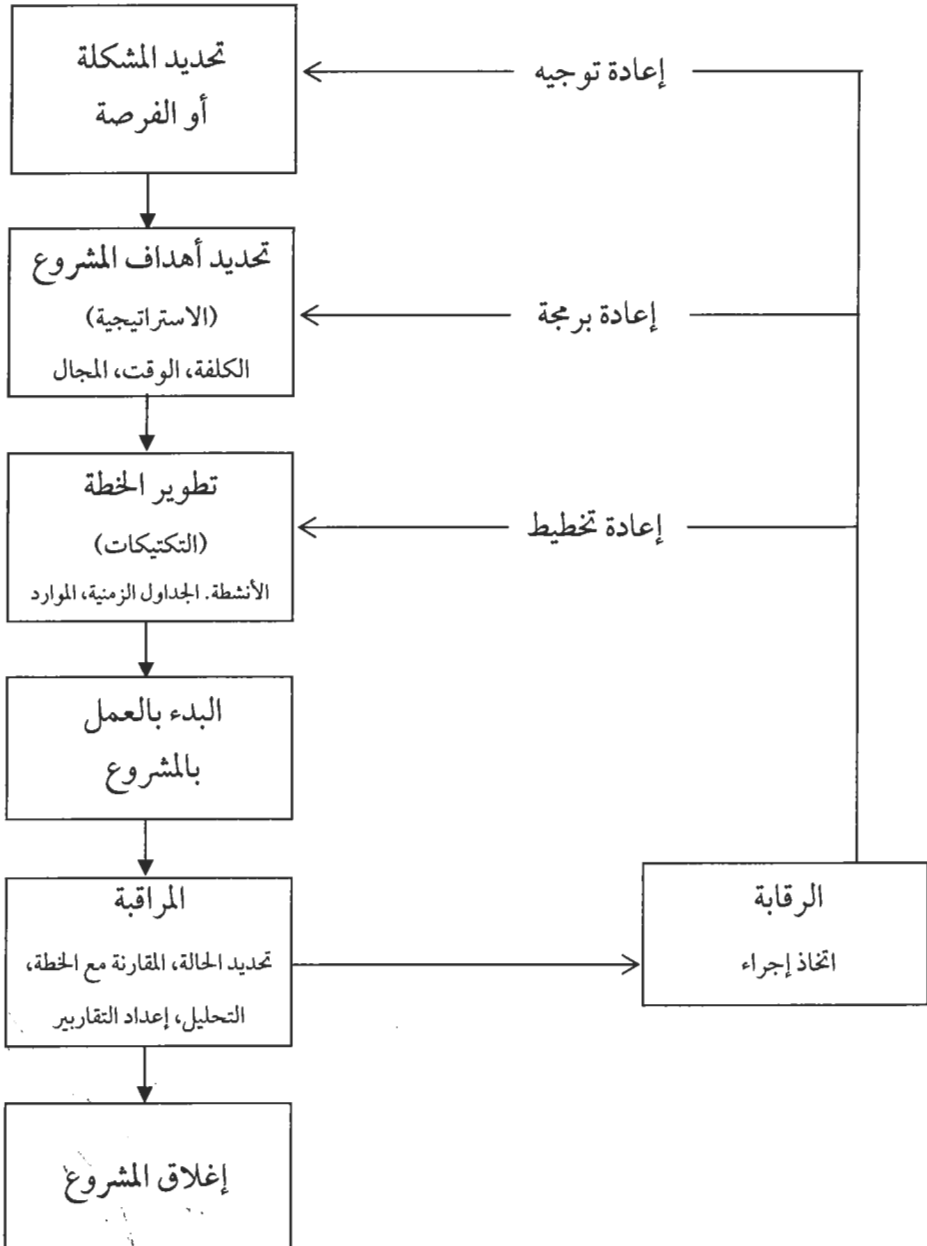 تحديد المشكلة
أو الفرصة
إعادة توجيه
تحديد أهداف المشروع
(الاستراتيجية)
الكلفة، الوقت، المجال
إعادة برمجة
تطوير الخطة
(التكتيكات)
الأنشطة. الجداول الزمنية، الموارد
إعادة تخطيط
البدء بالعمل
بالمشروع
المراقبة
تحديد الحالة، المقارنة مع الخطة،
التحليل، إعداد التقارير
الرقابة
اتخاذ إجراء
إغلاق المشروع